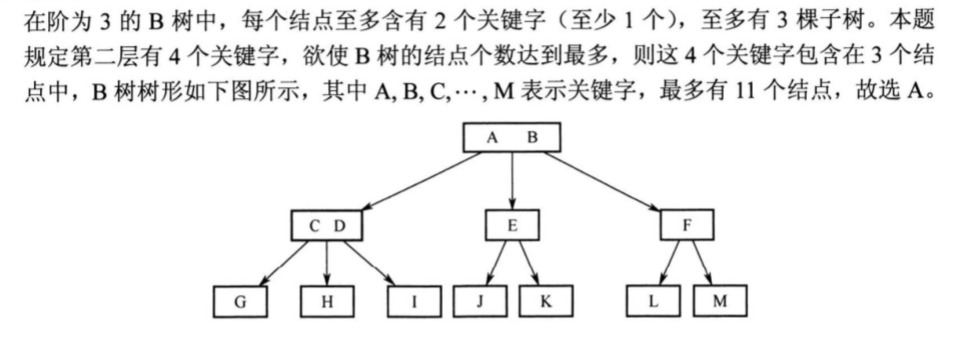 在阶为 3 的 B 树中，每个结点至多含有 2 个关键字（至少 1 个），至多有 3 棵子树。本题
规定第二层有 4 个关键字，欲使 B 树的结点个数达到最多，则这 4 个关键字包含在 3 个结
点中，B 树树形如下图所示，其中 A, B, C,⋯, M 表示关键字，最多有 11 个结点，故选 A。
A B
C D E F
G H I J K L M